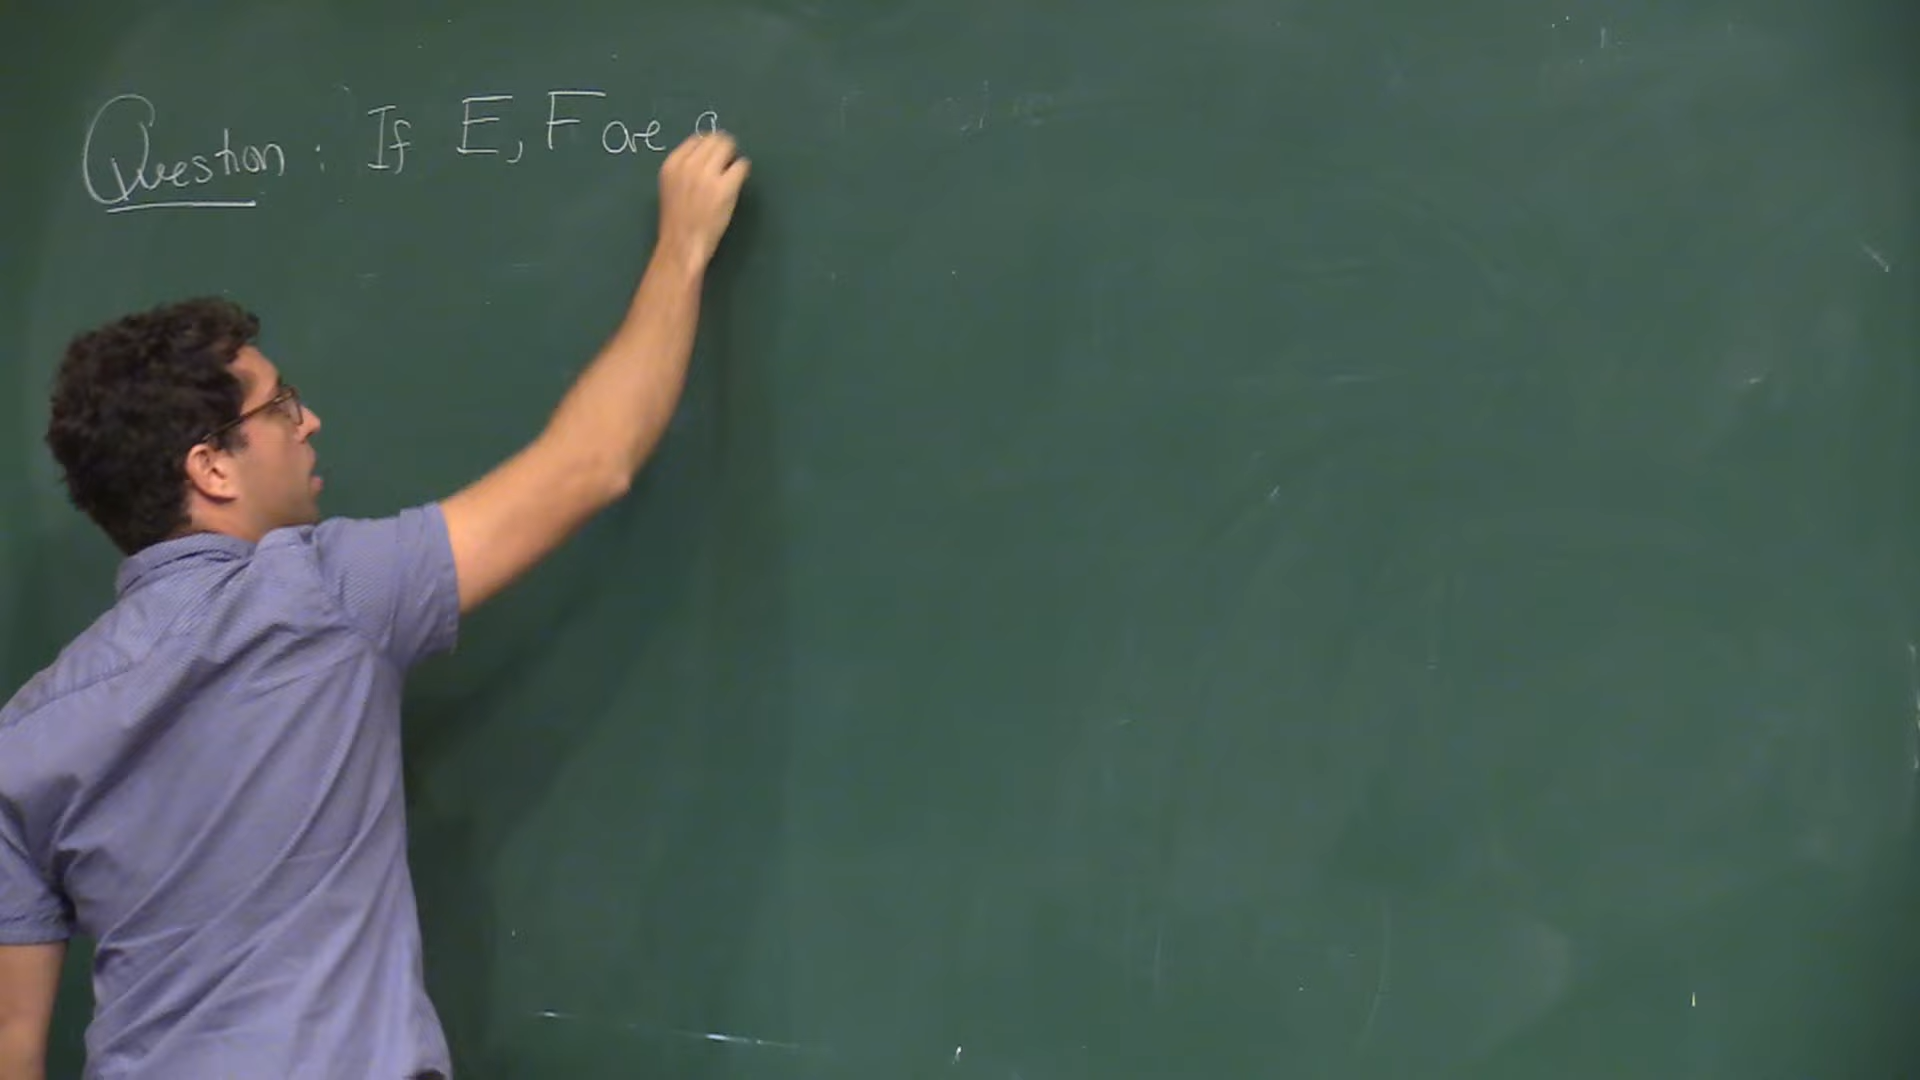 Question : If E, F are